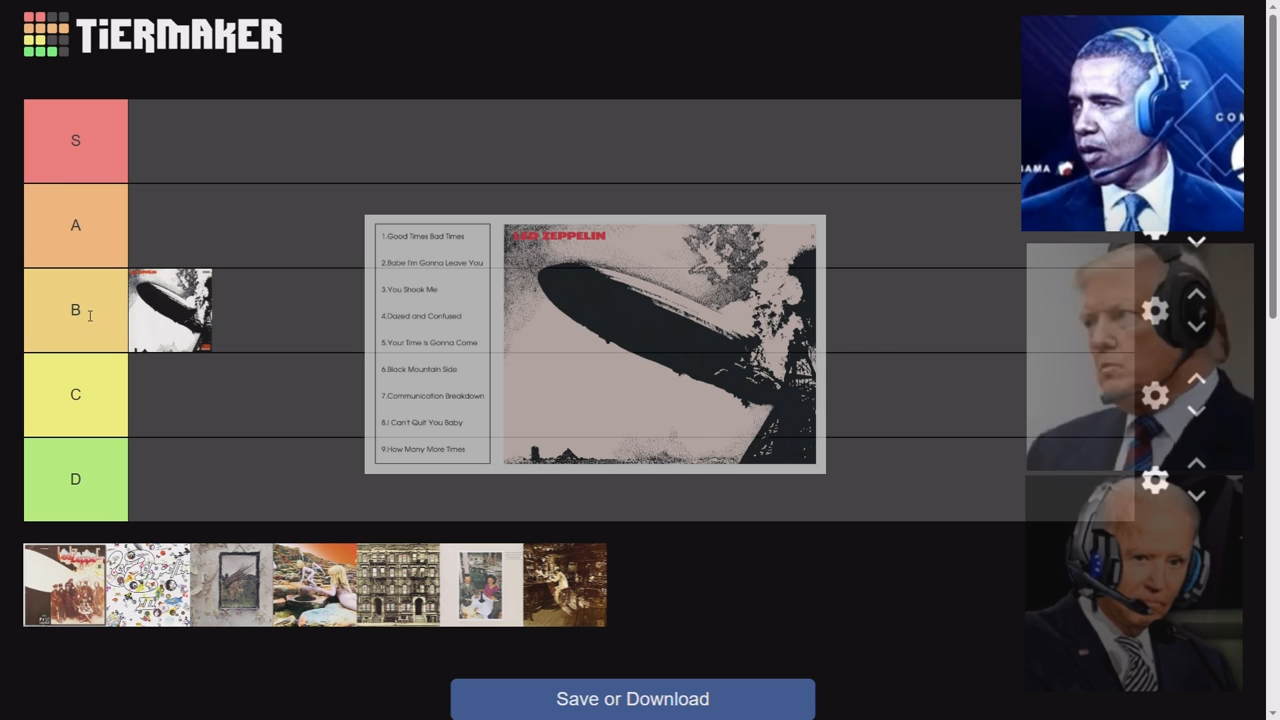 TiERMAKER
S
A
B
C
D
LED ZEPPELIN
1.Good Times Bad Times
2.Babe I'm Gonna Leave You
3.You Shook Me
4.Dazed and Confused
5.Your Time Is Gonna Come
6.Black Mountain Side
7.Communication Breakdown
8.I Can't Quit You Baby
9.How Many More Times
CON
AMA
Save or Download